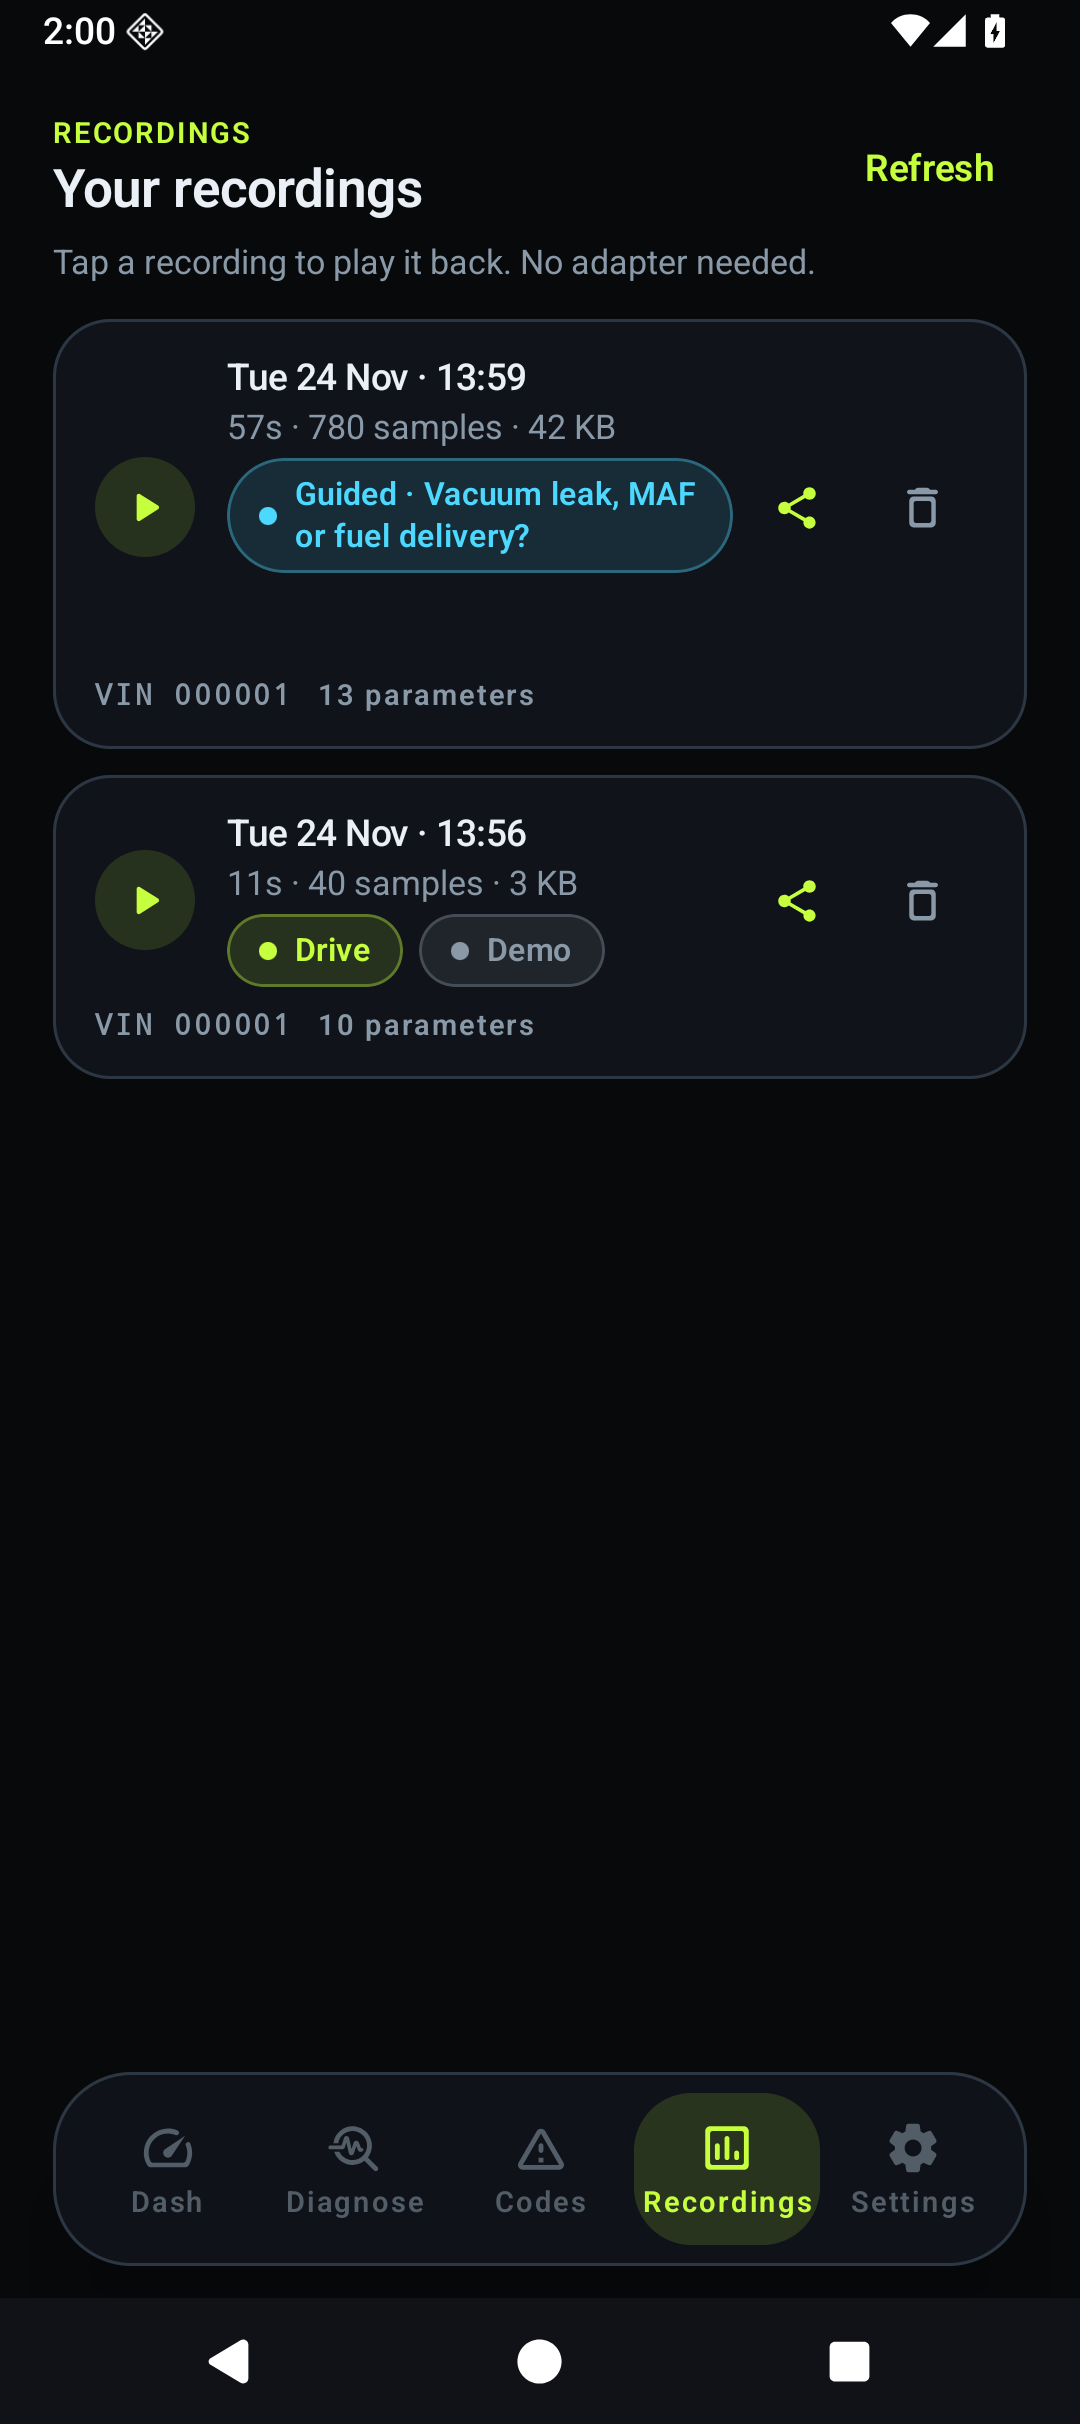 2:00
RECORDINGS
Your recordings
Refresh
Tap a recording to play it back. No adapter needed.
Tue 24 Nov · 13:59
57s · 780 samples · 42 KB
Guided · Vacuum leak, MAF
or fuel delivery?
VIN 000001 13 parameters
Tue 24 Nov · 13:56
11s · 40 samples · 3 KB
Drive Demo
VIN 000001 10 parameters
Dash Diagnose Codes Recordings Settings